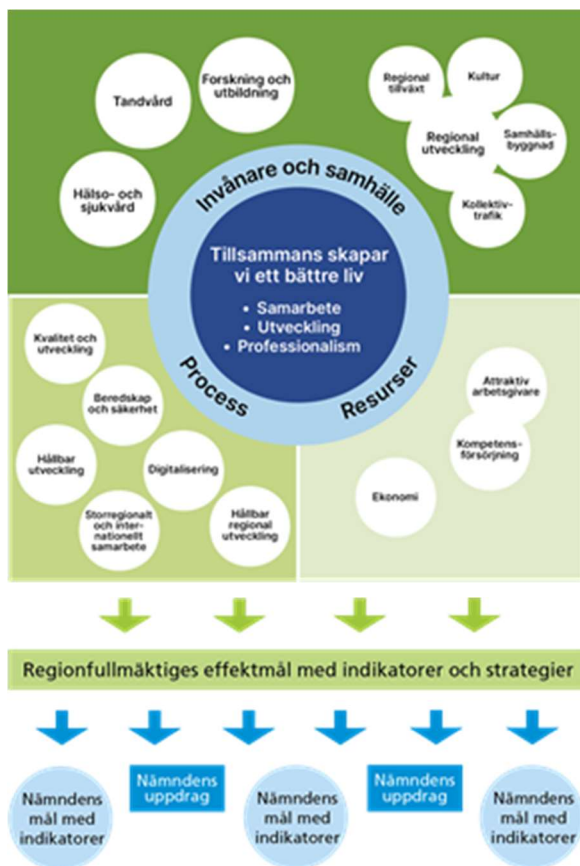 Forskning och
utbildning
Tandvård
Hälso- och
sjukvård
Regional
tillväxt
Kultur
Regional
utveckling
Samhälls-
byggnad
Kollektiv-
trafik
Invånare och samhälle
Tillsammans skapar
vi ett bättre liv
• Samarbete
• Utveckling
• Professionalism
Process
Resurser
Kvalitet och
utveckling
Beredskap
och säkerhet
Hållbar
utveckling
Digitalisering
Storregionalt
och inter-
nationellt
samarbete
Hållbar
regional
utveckling
Attraktiv
arbetsgivare
Kompetens-
försörjning
Ekonomi
Regionfullmäktiges effektmål med indikatorer och strategier
Nämndens
mål med
indikatorer
Nämndens
uppdrag
Nämndens
mål med
indikatorer
Nämndens
uppdrag
Nämndens
mål med
indikatorer